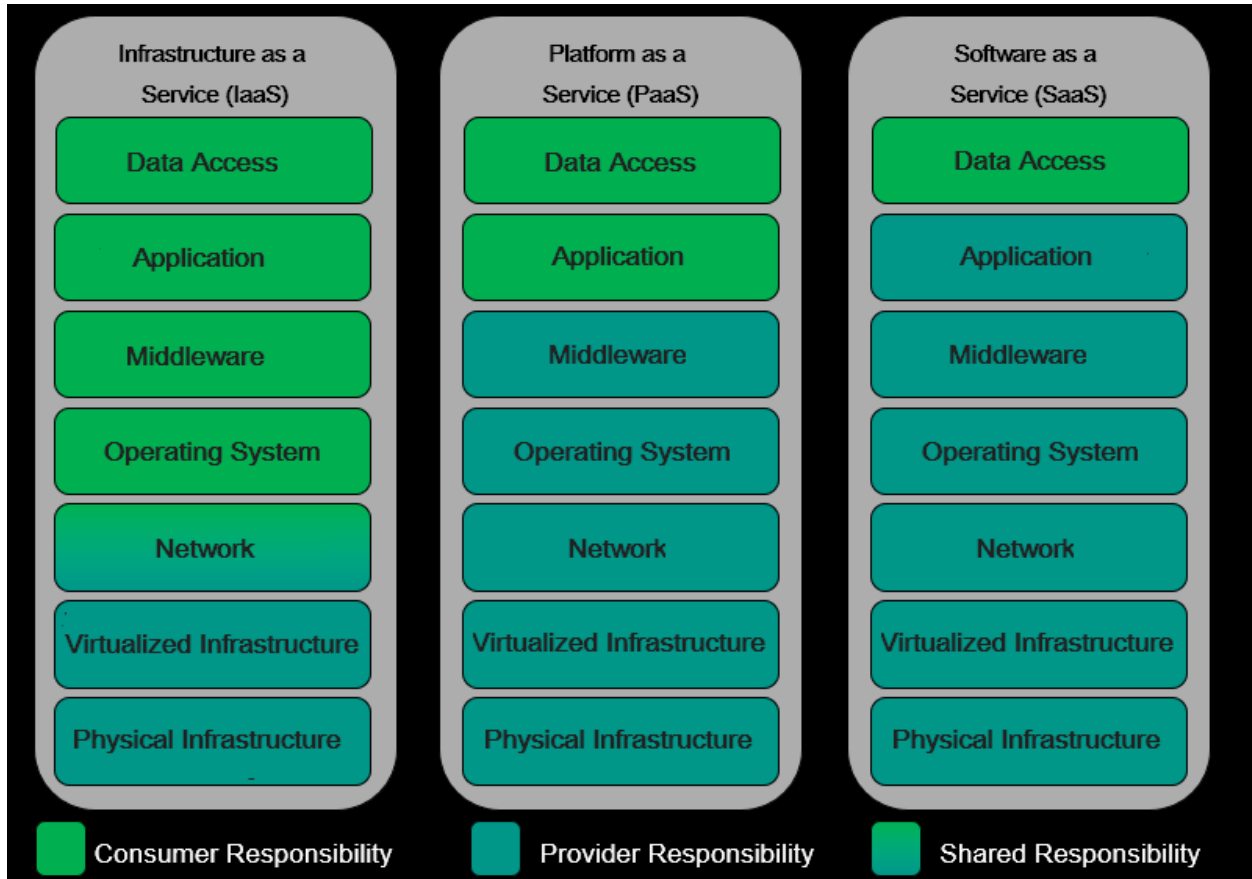 Infrastructure as a
Service (IaaS)
Data Access
Application
Middleware
Operating System
Network
Virtualized Infrastructure
Physical Infrastructure
Platform as a
Service (PaaS)
Data Access
Application
Middleware
Operating System
Network
Virtualized Infrastructure
Physical Infrastructure
Software as a
Service (SaaS)
Data Access
Application
Middleware
Operating System
Network
Virtualized Infrastructure
Physical Infrastructure
Consumer Responsibility
Provider Responsibility
Shared Responsibility